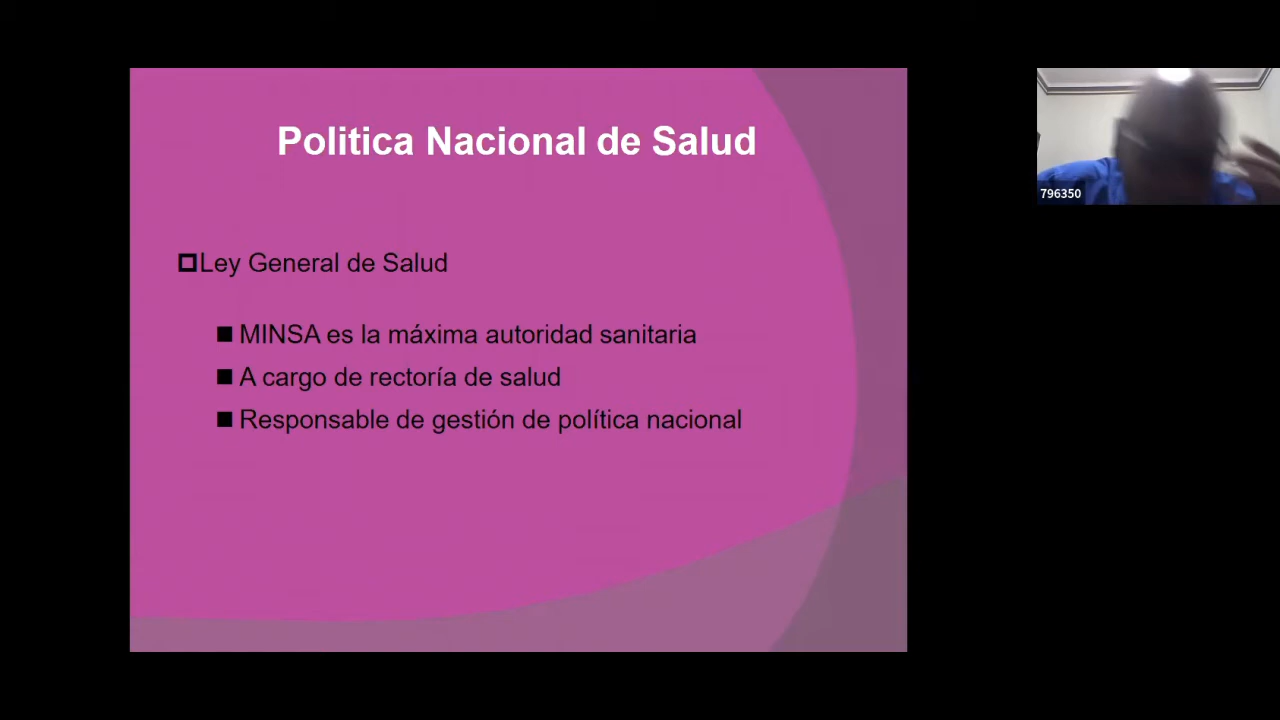 Politica Nacional de Salud
Ley General de Salud
MINSA es la máxima autoridad sanitaria
A cargo de rectoría de salud
Responsable de gestión de política nacional
796350